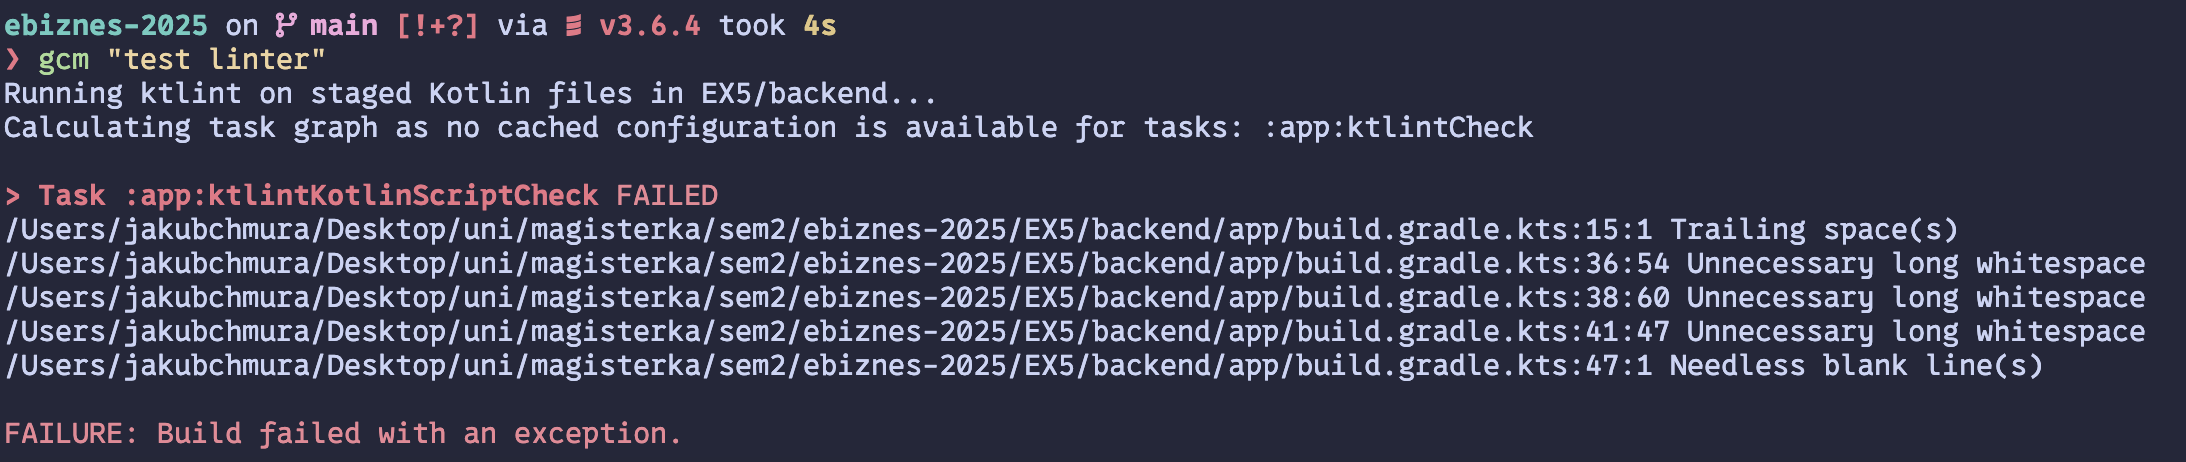 ebiznes-2025 on main [!+?] via v3.6.4 took 4s
❯ gcm "test linter"
Running ktlint on staged Kotlin files in EX5/backend...
Calculating task graph as no cached configuration is available for tasks: :app:ktlintCheck
> Task :app:ktlintKotlinScriptCheck FAILED
/Users/jakubchmura/Desktop/uni/magisterka/sem2/ebiznes-2025/EX5/backend/app/build.gradle.kts:15:1 Trailing space(s)
/Users/jakubchmura/Desktop/uni/magisterka/sem2/ebiznes-2025/EX5/backend/app/build.gradle.kts:36:54 Unnecessary long whitespace
/Users/jakubchmura/Desktop/uni/magisterka/sem2/ebiznes-2025/EX5/backend/app/build.gradle.kts:38:60 Unnecessary long whitespace
/Users/jakubchmura/Desktop/uni/magisterka/sem2/ebiznes-2025/EX5/backend/app/build.gradle.kts:41:47 Unnecessary long whitespace
/Users/jakubchmura/Desktop/uni/magisterka/sem2/ebiznes-2025/EX5/backend/app/build.gradle.kts:47:1 Needless blank line(s)
FAILURE: Build failed with an exception.